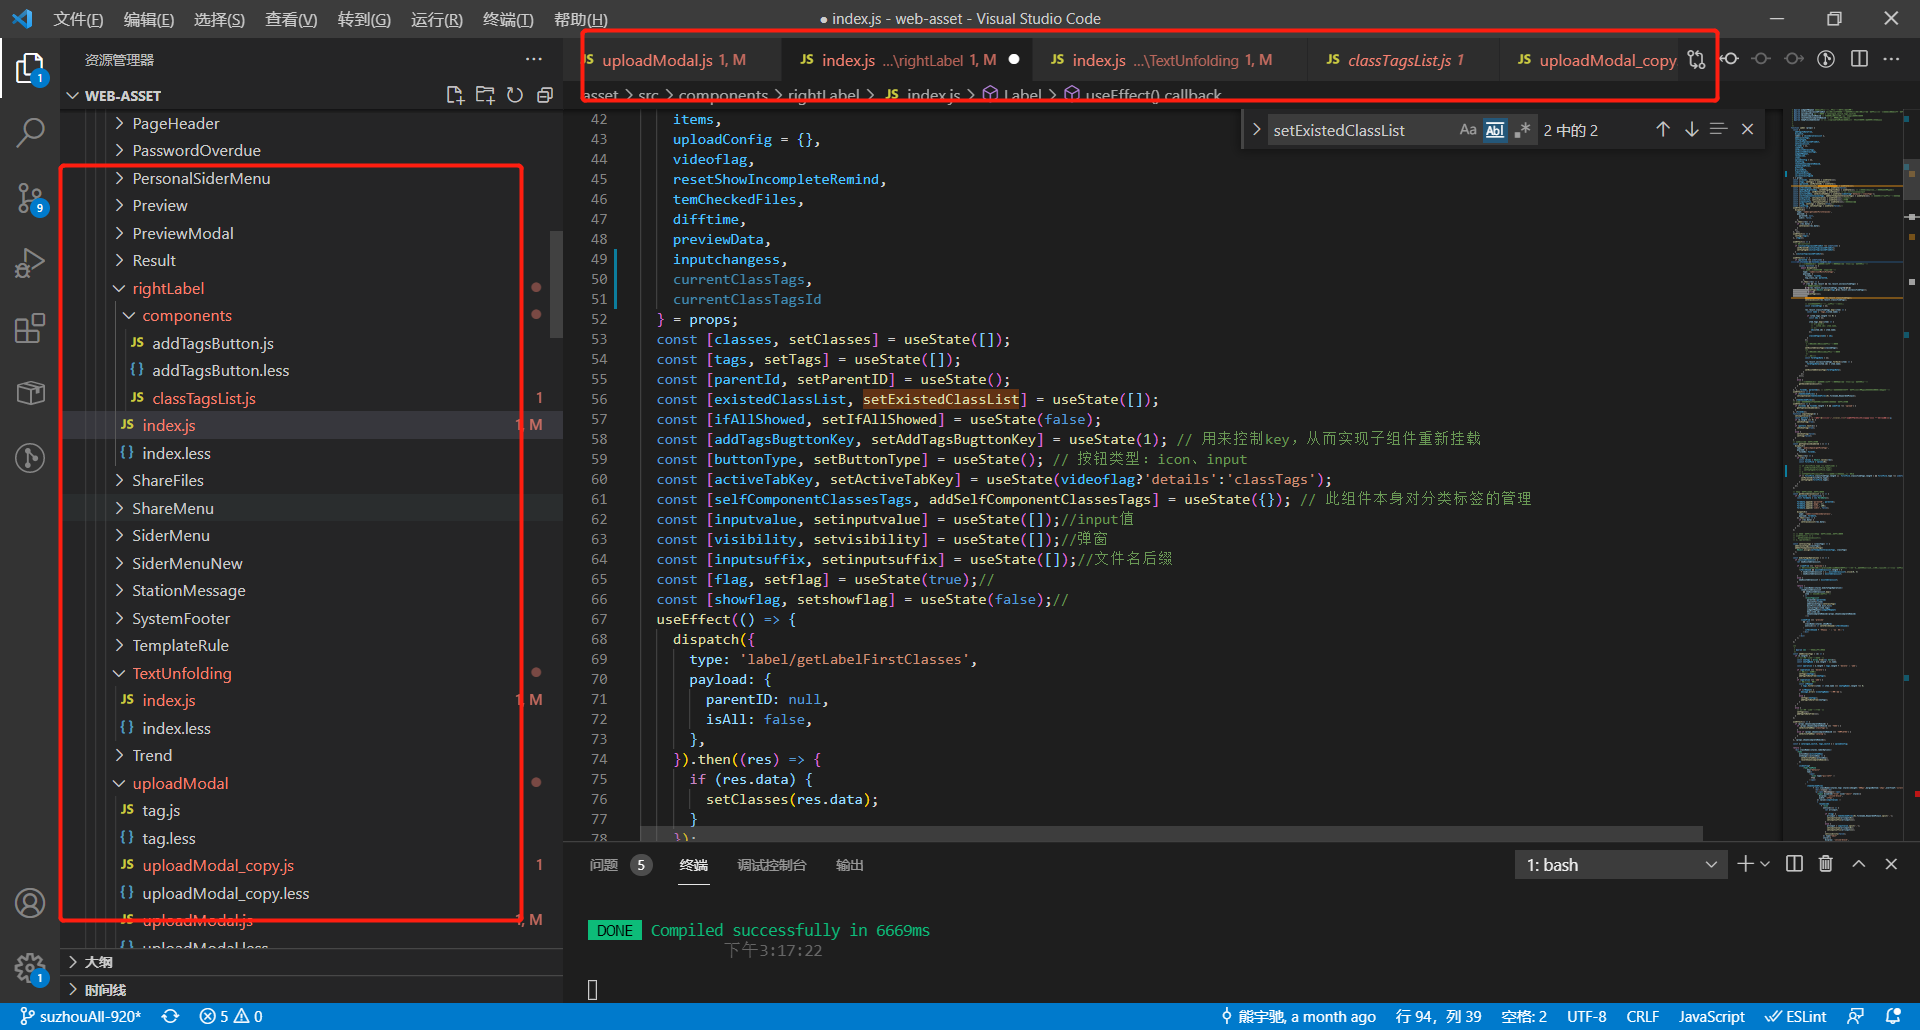 文件(F) 编辑(E) 选择(S) 查看(V) 转到(G) 运行(R) 终端(T) 帮助(H)
● index.js - web-asset - Visual Studio Code
资源管理器
WEB-ASSET
PageHeader
PasswordOverdue
PersonalSiderMenu
Preview
PreviewModal
Result
rightLabel
components
JS addTagsButton.js
{} addTagsButton.less
JS classTagsList.js 1
JS index.js 1, M
{} index.less
ShareFiles
ShareMenu
SiderMenu
SiderMenuNew
StationMessage
SystemFooter
TemplateRule
TextUnfolding
JS index.js 1, M
{} index.less
Trend
uploadModal
JS tag.js
{} tag.less
JS uploadModal_copy.js 1
{} uploadModal_copy.less
JS uploadModal.js 1, M
{} uploadModal.less
大纲
时间线
JS uploadModal.js 1, M
JS index.js ...\rightLabel 1, M
JS index.js ...\TextUnfolding 1, M
JS classTagsList.js 1
JS uploadModal_copy
asset > src > components > rightLabel > JS index.js > Label > useEffect() callback
setExistedClassList Aa Abl .* 2 中的 2
42 items,
43 uploadConfig = {},
44 videoflag,
45 resetShowIncompleteRemind,
46 temCheckedFiles,
47 difftime,
48 previewData,
49 inputchangess,
50 currentClassTags,
51 currentClassTagsId
52 } = props;
53 const [classes, setClasses] = useState([]);
54 const [tags, setTags] = useState([]);
55 const [parentId, setParentID] = useState();
56 const [existedClassList, setExistedClassList] = useState([]);
57 const [ifAllShowed, setIfAllShowed] = useState(false);
58 const [addTagsBugttonKey, setAddTagsBugttonKey] = useState(1); // 用来控制key，从而实现子组件重新挂载
59 const [buttonType, setButtonType] = useState(); // 按钮类型：icon、input
60 const [activeTabKey, setActiveTabKey] = useState(videoflag?'details':'classTags');
61 const [selfComponentClassesTags, addSelfComponentClassesTags] = useState({}); // 此组件本身对分类标签的管理
62 const [inputvalue, setinputvalue] = useState([]);//input值
63 const [visibility, setvisibility] = useState([]);//弹窗
64 const [inputsuffix, setinputsuffix] = useState([]);//文件名后缀
65 const [flag, setflag] = useState(true);//
66 const [showflag, setshowflag] = useState(false);//
67 useEffect(() => {
68 dispatch({
69 type: 'label/getLabelFirstClasses',
70 payload: {
71 parentID: null,
72 isAll: false,
73 },
74 }).then((res) => {
75 if (res.data) {
76 setClasses(res.data);
77 }
78 });
问题 5 终端 调试控制台 输出
1: bash
DONE Compiled successfully in 6669ms
下午3:17:22
suzhouAll-920* 5 0
熊宇驰, a month ago 行 94，列 39 空格: 2 UTF-8 CRLF JavaScript ESLint